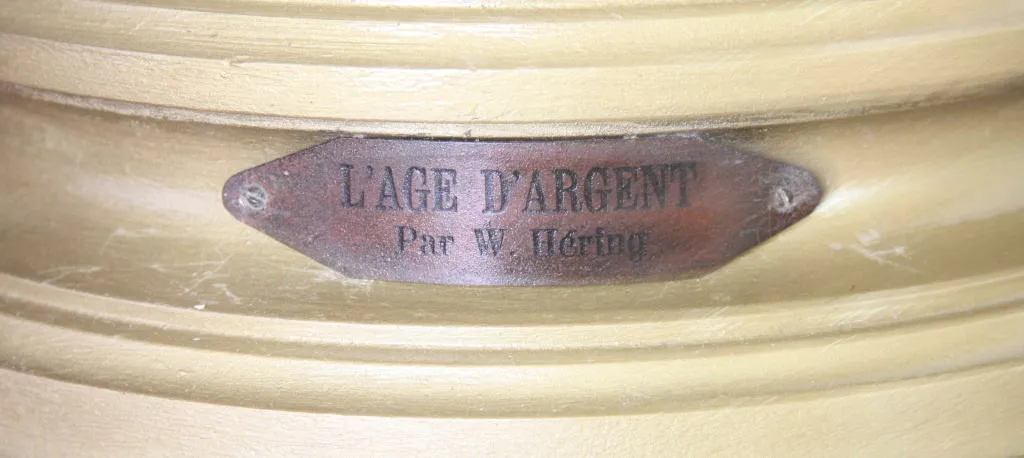 L'AGE D'ARGENT
Par W. Héring